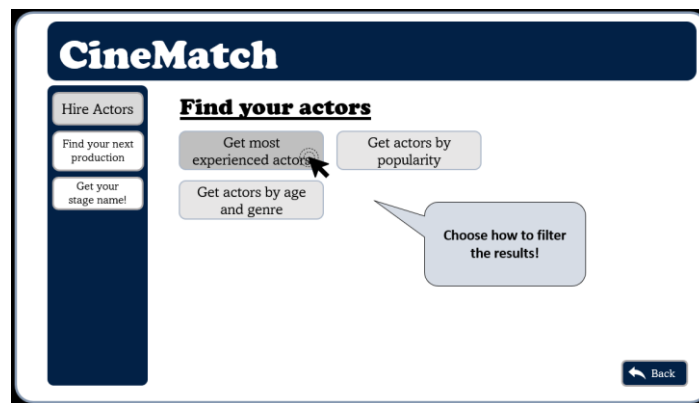 CineMatch
Hire Actors
Find your next
production
Get your
stage name!
Find your actors
Get most
experienced actors
Get actors by
popularity
Get actors by age
and genre
Choose how to filter
the results!
Back